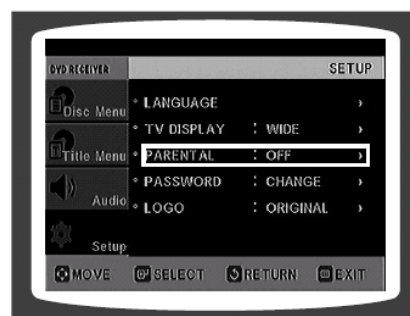 DVD RECEIVER SETUP
Disc Menu
LANGUAGE
TV DISPLAY : WIDE
Title Menu
PARENTAL : OFF
PASSWORD : CHANGE
Audio
LOGO : ORIGINAL
Setup
MOVE SELECT RETURN EXIT